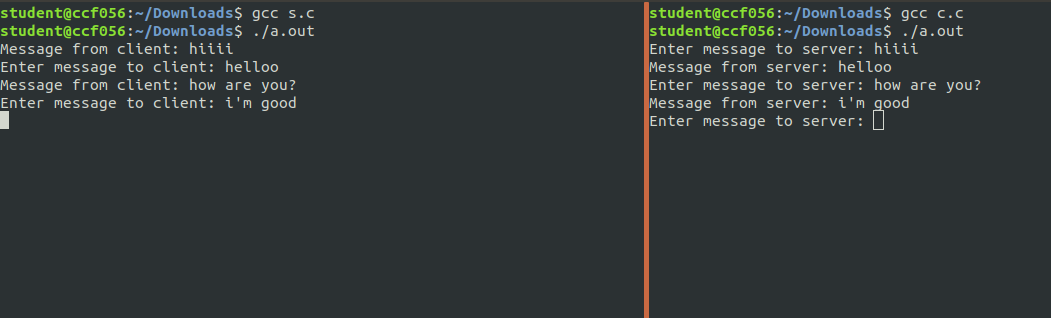 student@ccf056:~/Downloads$ gcc s.c
student@ccf056:~/Downloads$ ./a.out
Message from client: hiiii
Enter message to client: helloo
Message from client: how are you?
Enter message to client: i'm good
student@ccf056:~/Downloads$ gcc c.c
student@ccf056:~/Downloads$ ./a.out
Enter message to server: hiiii
Message from server: helloo
Enter message to server: how are you?
Message from server: i'm good
Enter message to server: